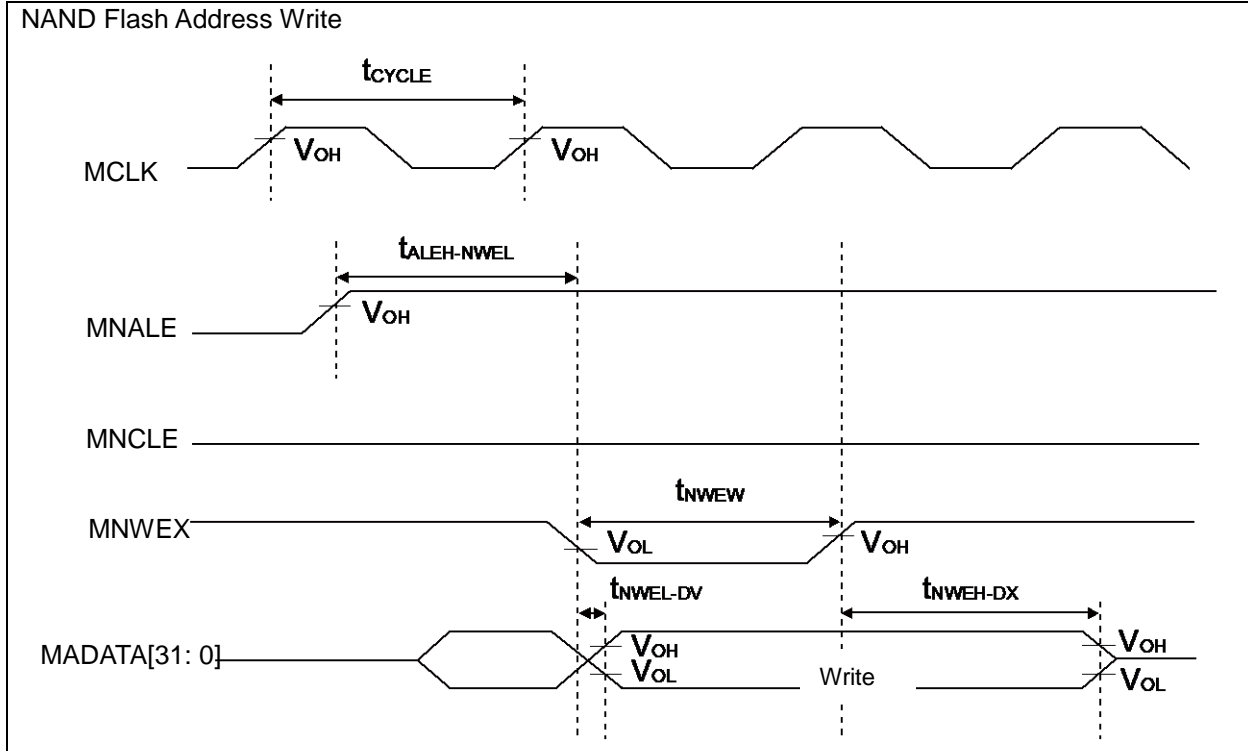 NAND Flash Address Write
tCYCLE
VOH VOH
MCLK
tALEH-NWEL
VOH
MNALE
MNCLE
tNWEW
MNWEX
VOL VOH
tNWEL-DV tNWEH-DX
VOH VOH
MADATA[31: 0]
VOL Write VOL